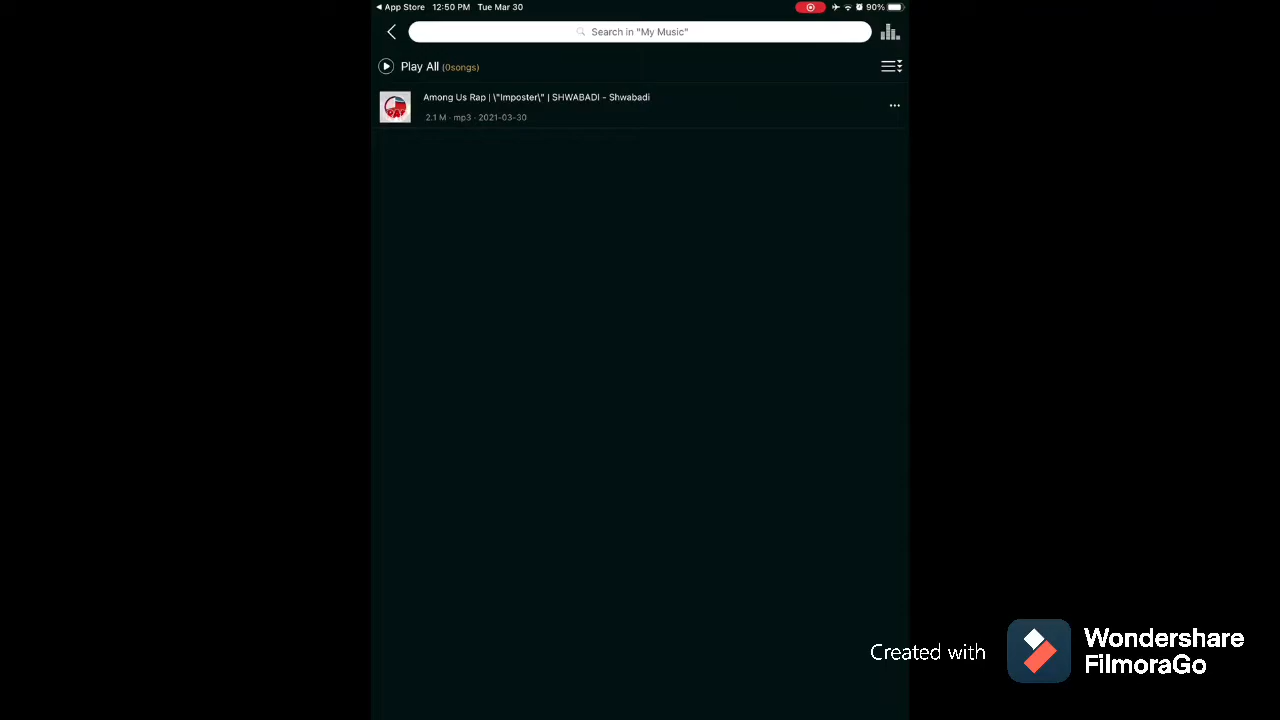 ◀ App Store 12:50 PM Tue Mar 30 90%
Search in "My Music"
Play All (0songs)
Among Us Rap | \"Imposter\" | SHWABADI - Shwabadi
2.1 M · mp3 · 2021-03-30
Created with Wondershare FilmoraGo